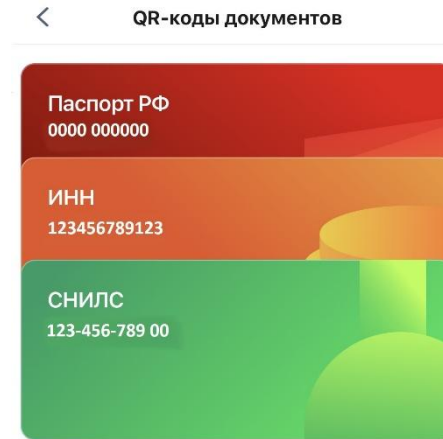 QR-коды документов
Паспорт РФ
0000 000000
ИНН
123456789123
СНИЛС
123-456-789 00